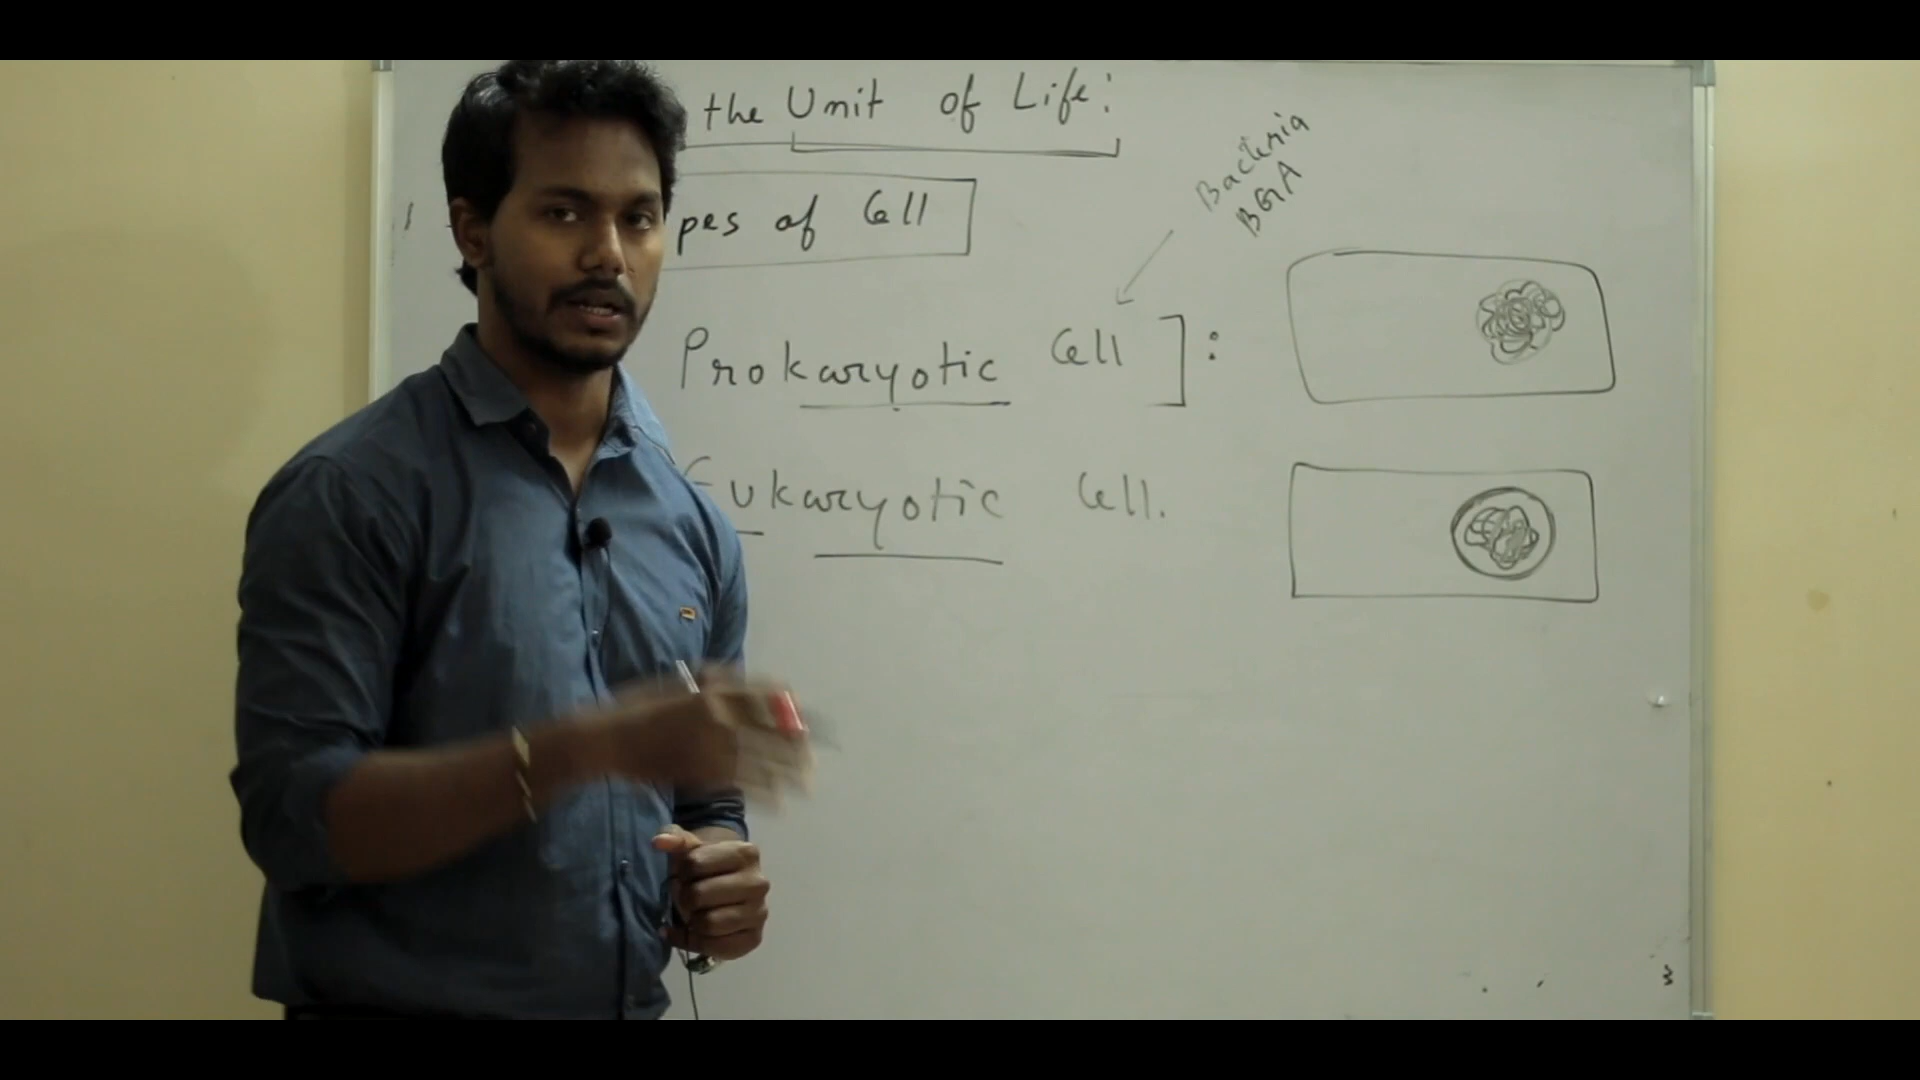 the Unit of Life:
Bacteria
BGA
pes of Cell
Prokaryotic Cell ] :
Eukaryotic Cell.